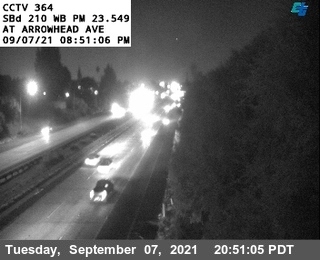 CCTV 364
SBd 210 WB PM 23.549
AT ARROWHEAD AVE
09/07/21 08:51:06 PM
Tuesday, September 07, 2021 20:51:05 PDT